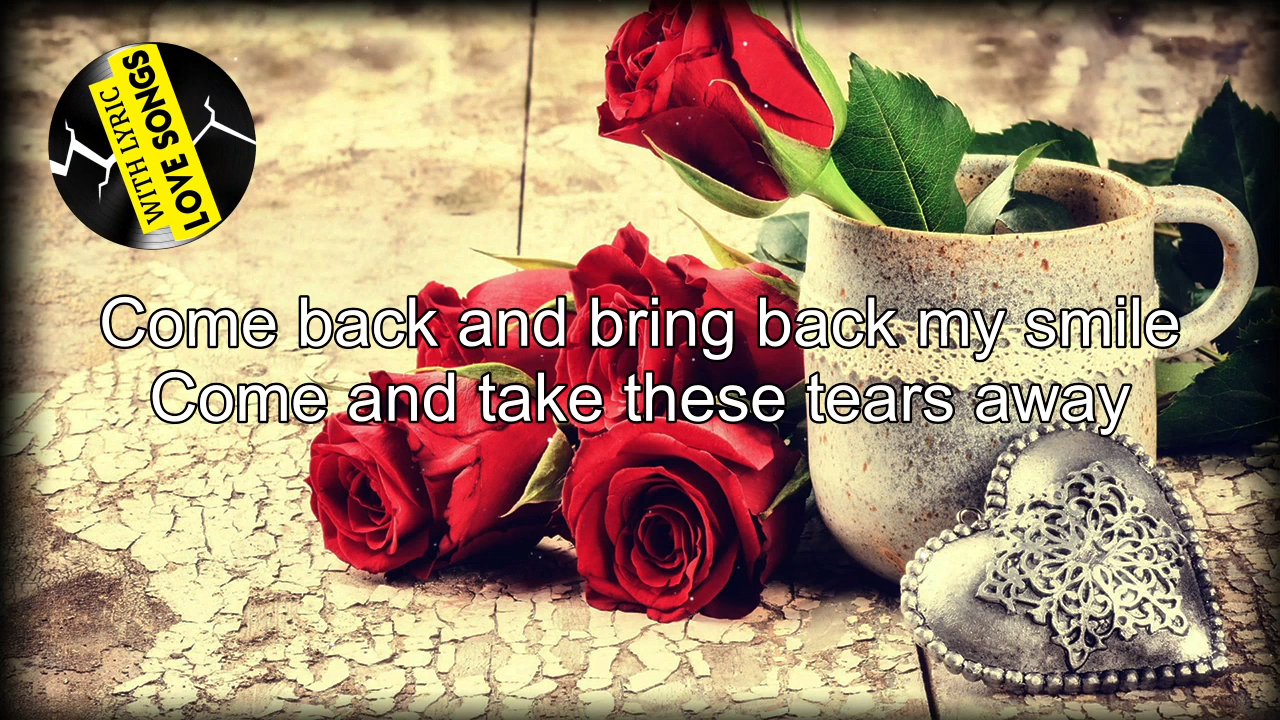 WITH LYRIC
LOVE SONGS
Come back and bring back my smile
Come and take these tears away